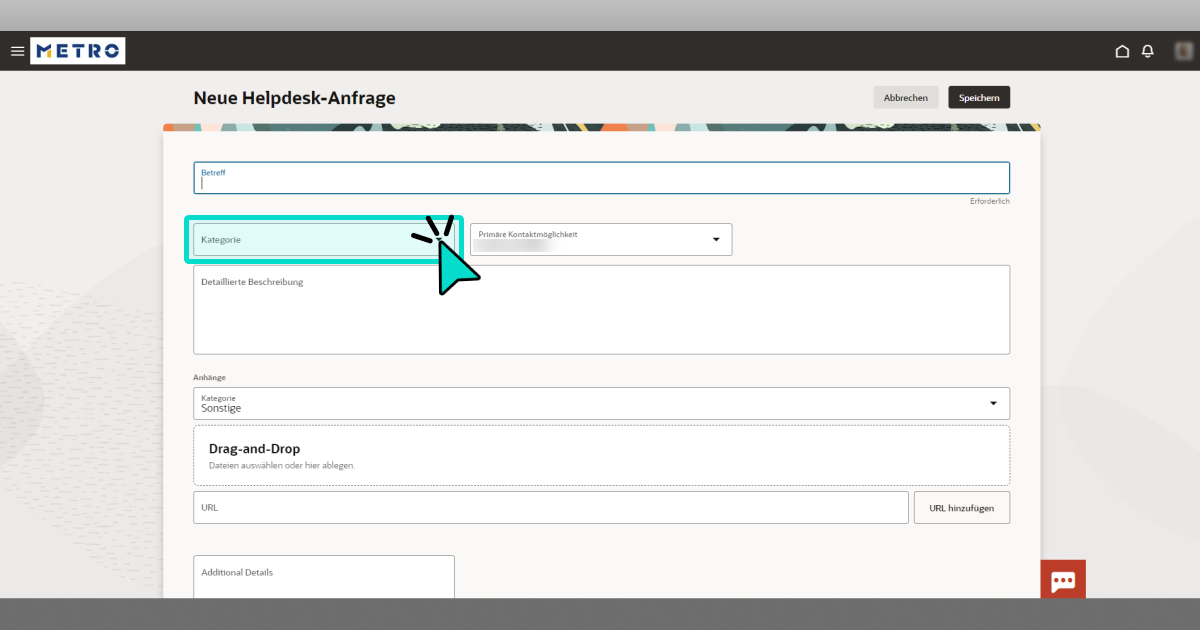 METRO
Neue Helpdesk-Anfrage
Abbrechen
Speichern
Betreff
Erforderlich
Kategorie
Primäre Kontaktmöglichkeit
Detaillierte Beschreibung
Anhänge
Kategorie
Sonstige
Drag-and-Drop
Dateien auswählen oder hier ablegen.
URL
URL hinzufügen
Additional Details